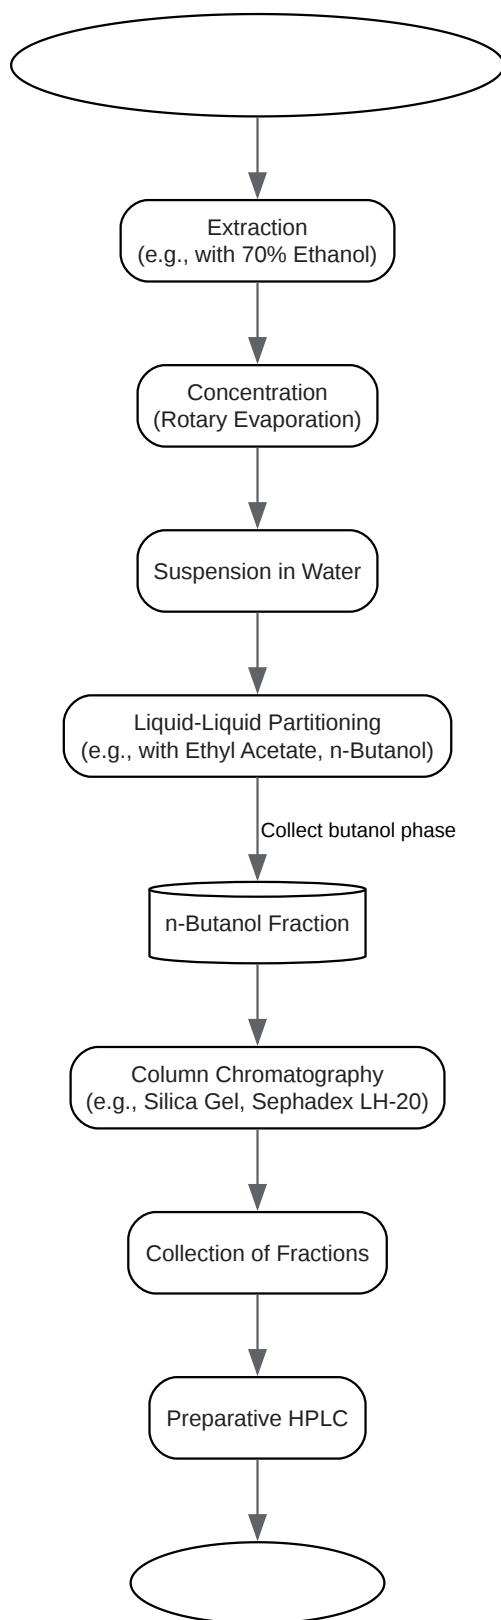 Extraction
(e.g., with 70% Ethanol)
Concentration
(Rotary Evaporation)
Suspension in Water
Liquid-Liquid Partitioning
(e.g., with Ethyl Acetate, n-Butanol)
Collect butanol phase
n-Butanol Fraction
Column Chromatography
(e.g., Silica Gel, Sephadex LH-20)
Collection of Fractions
Preparative HPLC